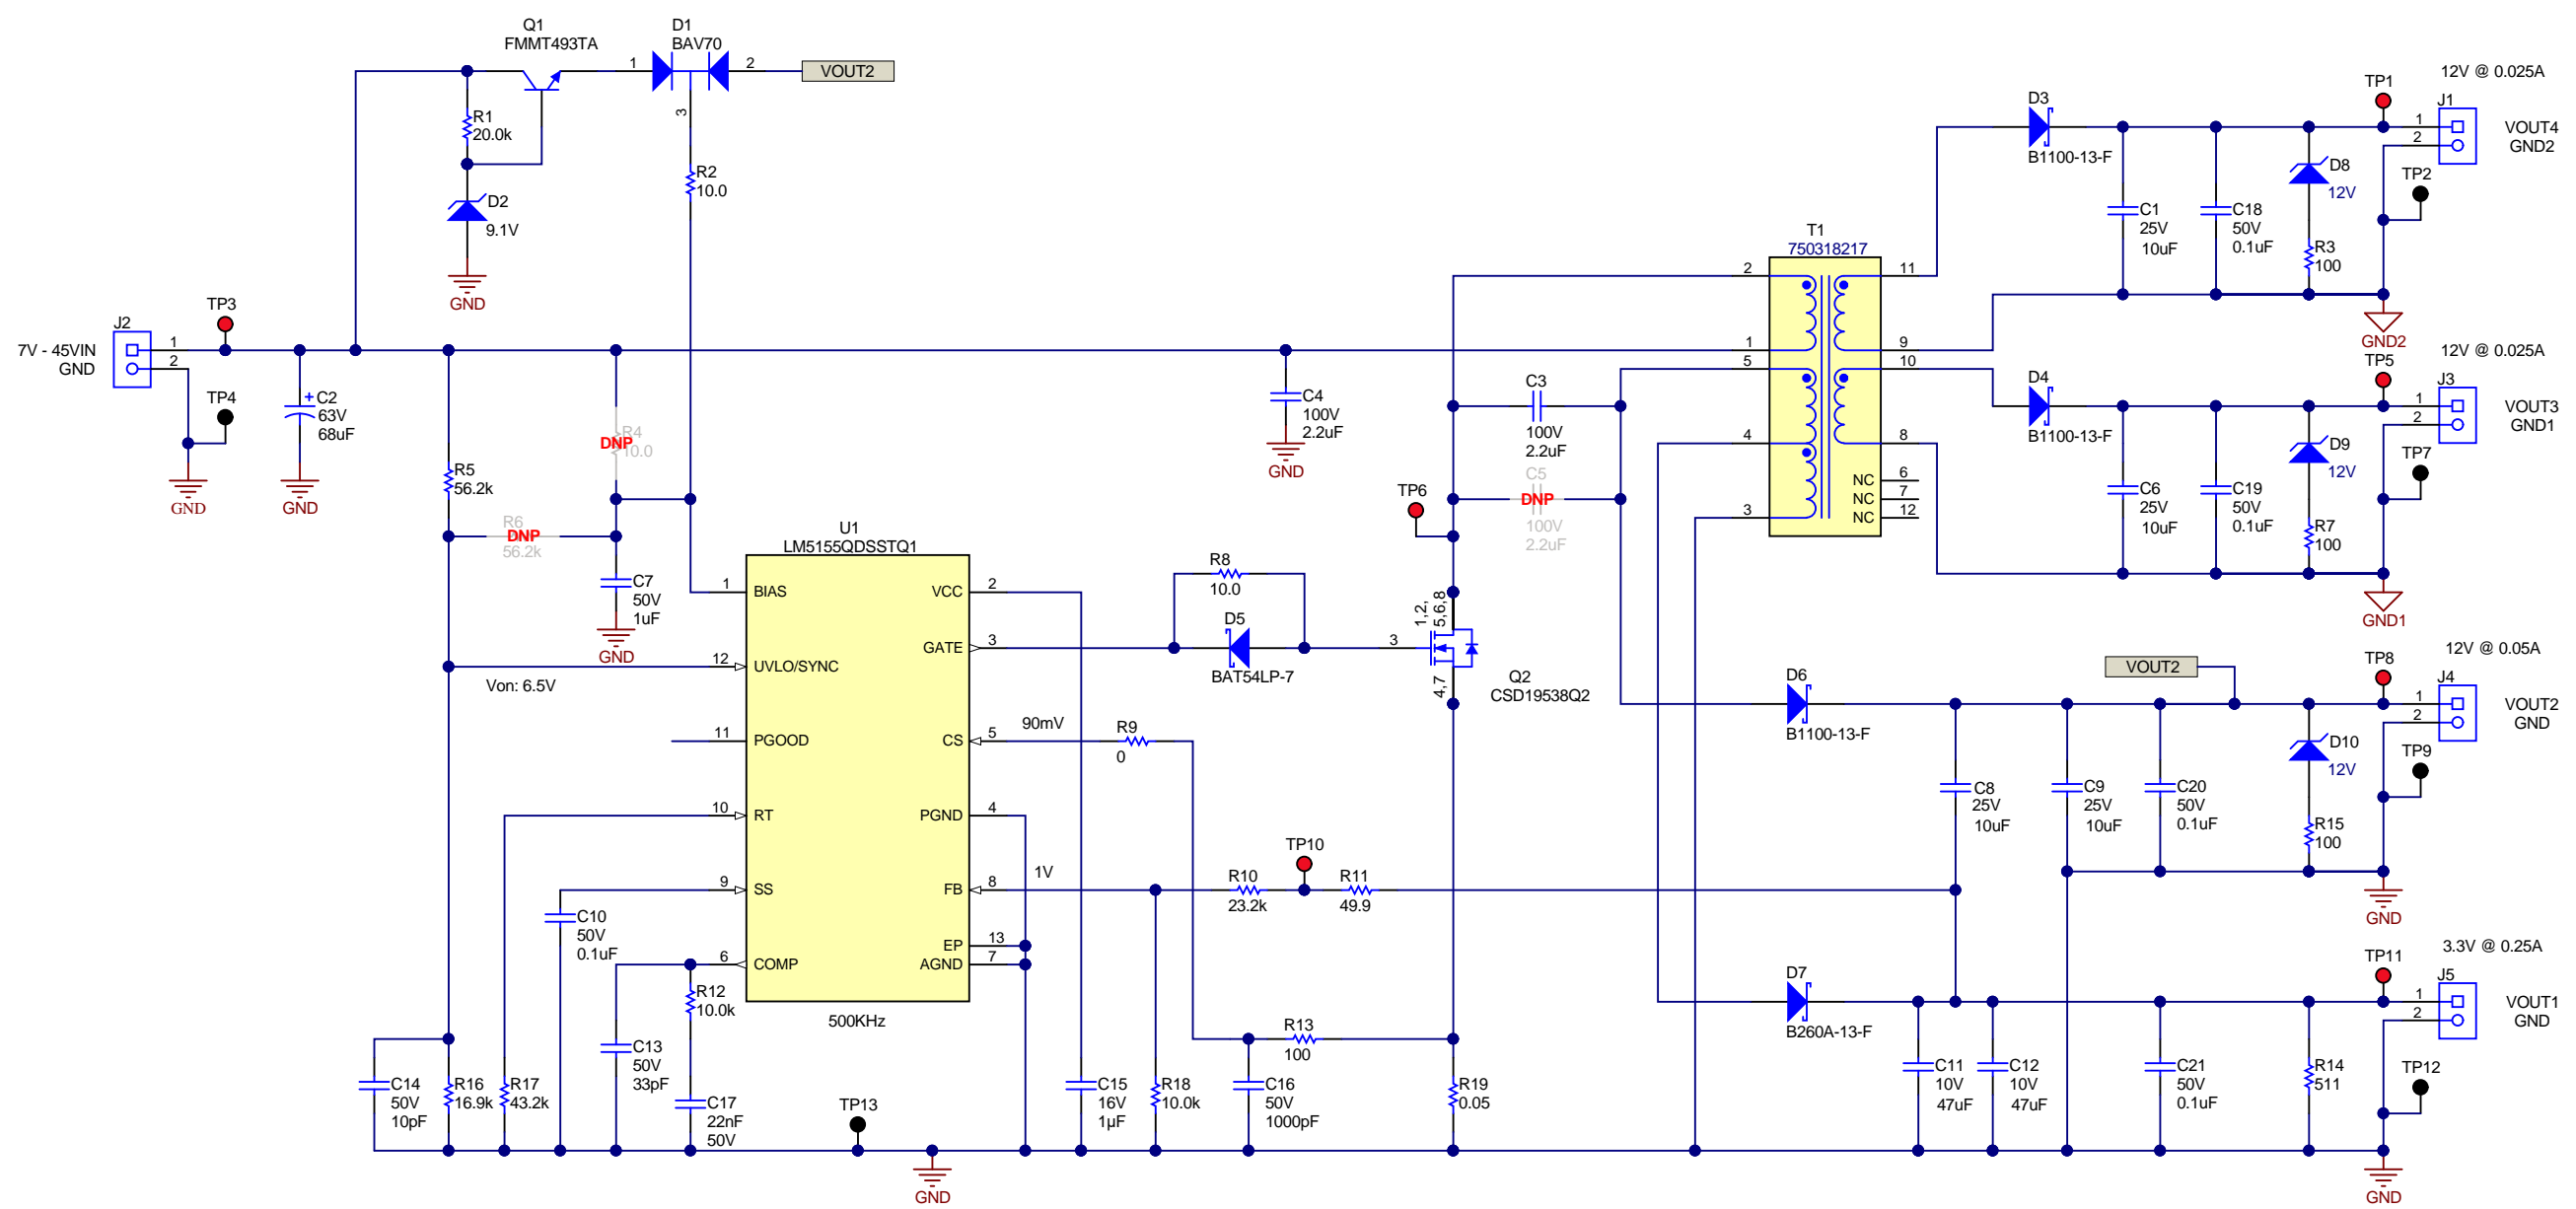 Q1
FMMT493TA
D1
BAV70
1
2
3
VOUT2
R1
20.0k
D2
9.1V
GND
R2
10.0
J2
7V - 45VIN
GND
1
2
TP3
TP4
GND
C2
+
63V
68uF
GND
R5
56.2k
R4
DNP
10.0
R6
DNP
56.2k
C7
50V
1uF
GND
Von: 6.5V
U1
LM5155QDSSTQ1
1
BIAS
12
UVLO/SYNC
11
PGOOD
10
RT
9
SS
6
COMP
VCC
2
GATE
3
CS
5
PGND
4
FB
8
EP
13
AGND
7
500KHz
90mV
1V
R9
0
R8
10.0
D5
BAT54LP-7
3
1,2,
5,6,8
4,7
Q2
CSD19538Q2
TP6
C4
100V
2.2uF
GND
C3
100V
2.2uF
C5
DNP
100V
2.2uF
T1
750318217
2
1
5
4
3
11
9
10
8
NC
6
NC
7
NC
12
D3
B1100-13-F
C1
25V
10uF
C18
50V
0.1uF
D8
12V
R3
100
TP1
TP2
12V @ 0.025A
J1
1
2
VOUT4
GND2
GND2
D4
B1100-13-F
C6
25V
10uF
C19
50V
0.1uF
D9
12V
R7
100
TP5
TP7
12V @ 0.025A
J3
1
2
VOUT3
GND1
GND1
D6
B1100-13-F
VOUT2
C8
25V
10uF
C9
25V
10uF
C20
50V
0.1uF
D10
12V
R15
100
TP8
TP9
12V @ 0.05A
J4
1
2
VOUT2
GND
GND
D7
B260A-13-F
C11
10V
47uF
C12
10V
47uF
C21
50V
0.1uF
R14
511
TP11
TP12
3.3V @ 0.25A
J5
1
2
VOUT1
GND
GND
R10
23.2k
TP10
R11
49.9
C10
50V
0.1uF
R12
10.0k
C13
50V
33pF
C17
22nF
50V
C14
50V
10pF
R16
16.9k
R17
43.2k
TP13
GND
C15
16V
1µF
R18
10.0k
C16
50V
1000pF
R13
100
R19
0.05